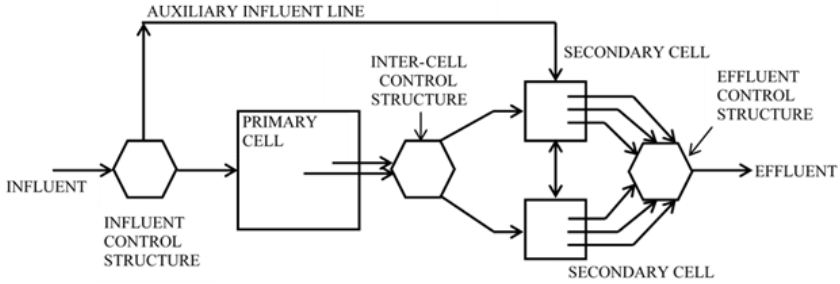 AUXILIARY INFLUENT LINE
INTER-CELL
CONTROL
STRUCTURE
SECONDARY CELL
EFFLUENT
CONTROL
STRUCTURE
PRIMARY
CELL
INFLUENT
EFFLUENT
INFLUENT
CONTROL
STRUCTURE
SECONDARY CELL